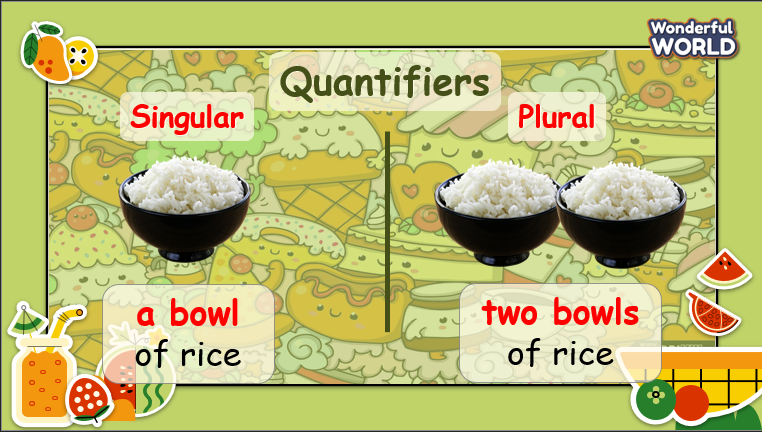 Wonderful
WORLD
Quantifiers
Singular
Plural
a bowl
of rice
two bowls
of rice